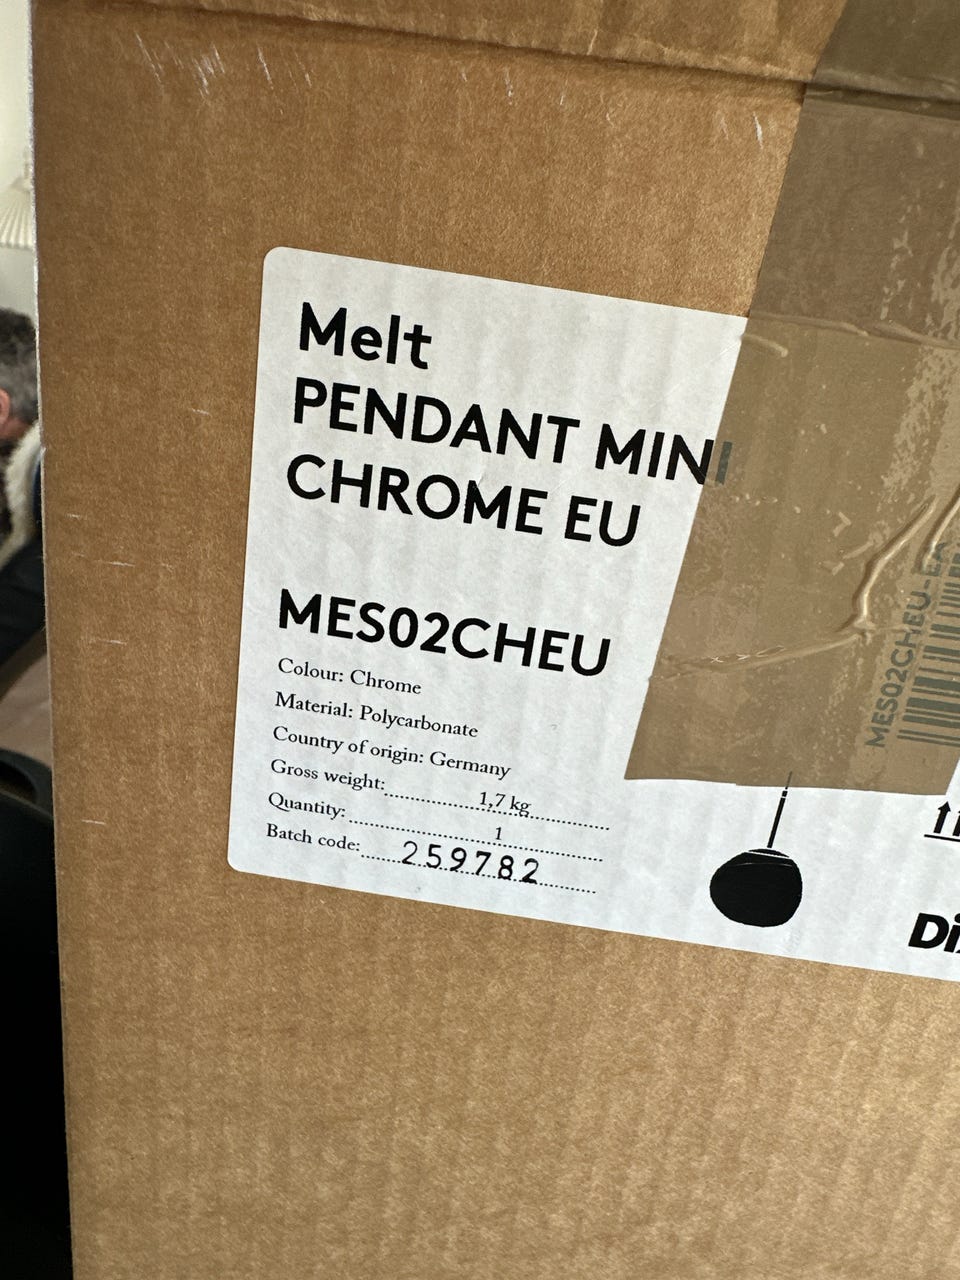 Melt
PENDANT MINI
CHROME EU
MES02CHEU
Colour: Chrome
Material: Polycarbonate
Country of origin: Germany
Gross weight: 1,7 kg
Quantity: 1
Batch code: 259782